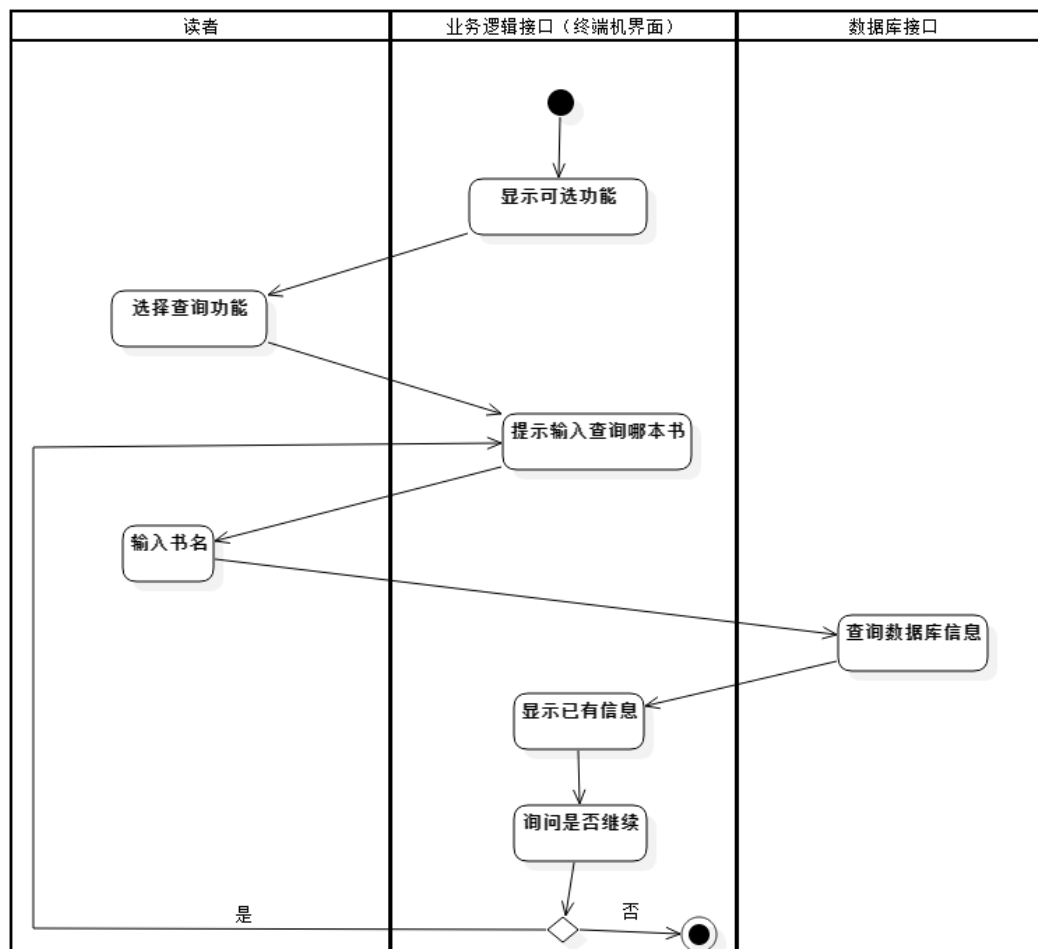 读者
业务逻辑接口（终端机界面）
数据库接口
显示可选功能
选择查询功能
提示输入查询哪本书
输入书名
查询数据库信息
显示已有信息
询问是否继续
是
否